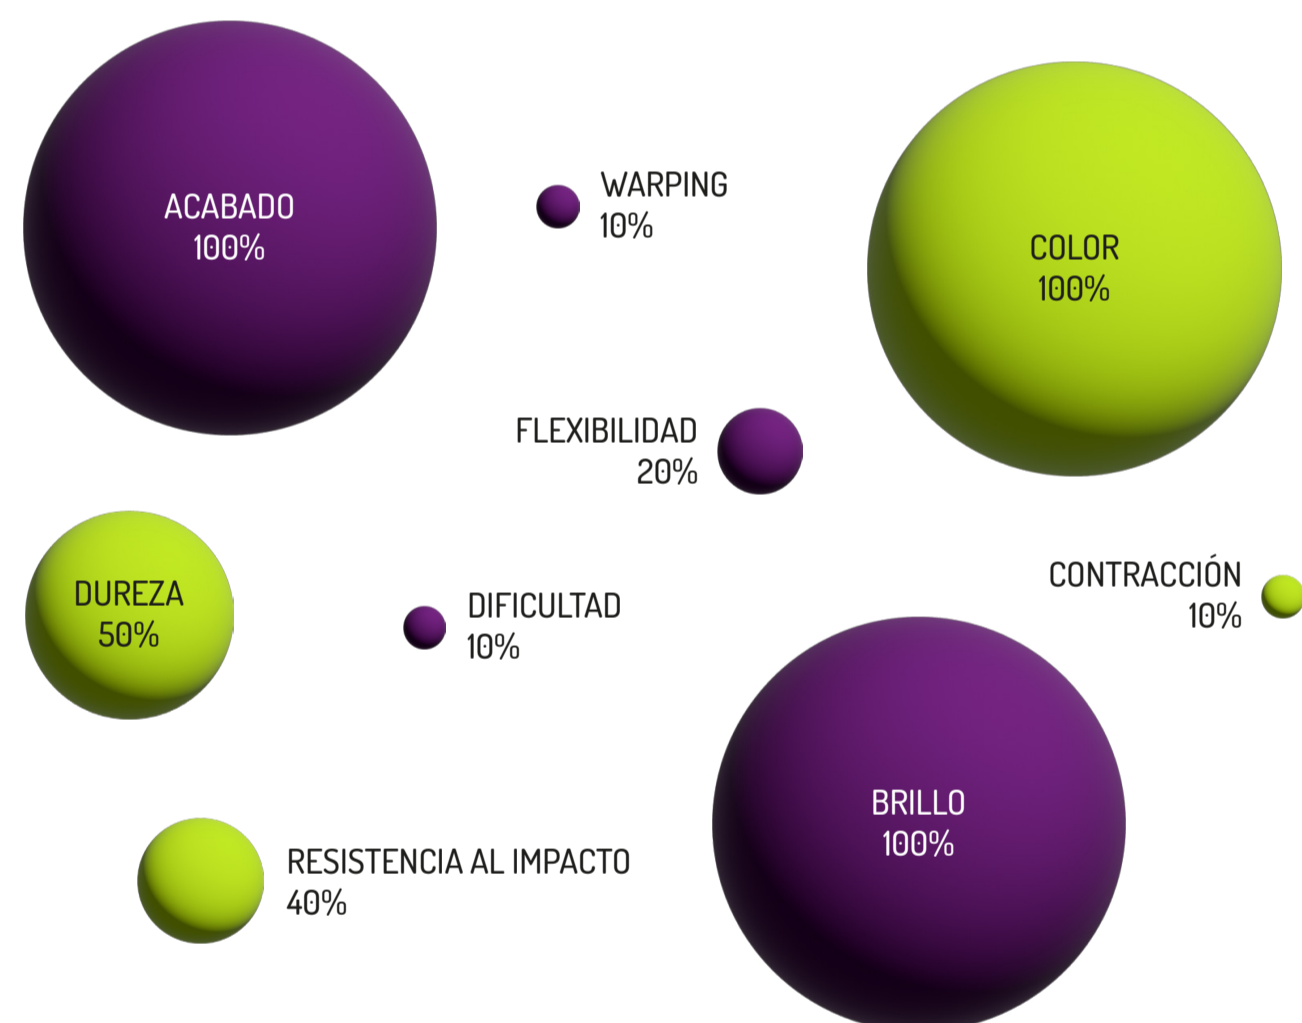 ACABADO
100%
WARPING
10%
COLOR
100%
FLEXIBILIDAD
20%
DUREZA
50%
DIFICULTAD
10%
CONTRACCIÓN
10%
BRILLO
100%
RESISTENCIA AL IMPACTO
40%